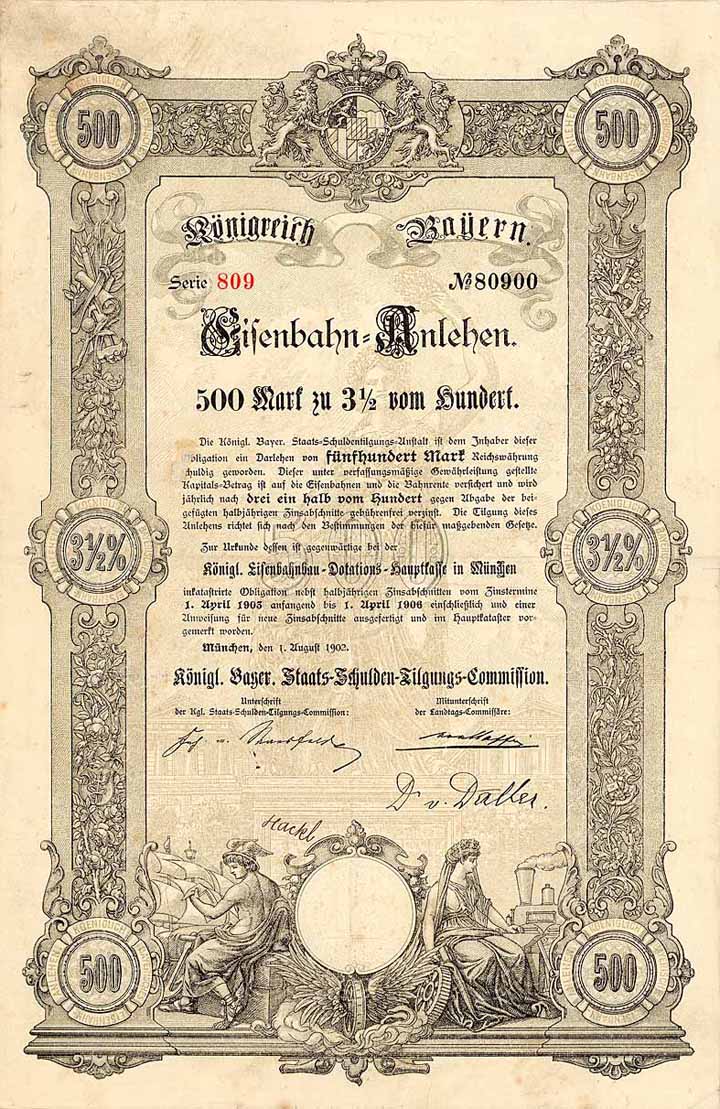 500
500
Königreich Bayern.
Serie 809 № 80900
Eisenbahn-Anlehen.
500 Mark zu 3½ vom Hundert.
Die Königl. Bayer. Staats-Schuldentilgungs-Anstalt ist dem Inhaber dieser
Obligation ein Darlehen von fünfhundert Mark Reichswährung
schuldig geworden. Dieser unter verfassungsmäßige Gewährleistung gestellte
Kapitals-Betrag ist auf die Eisenbahnen und die Bahnrente versichert und wird
jährlich nach drei ein halb vom Hundert gegen Abgabe der bei-
gefügten halbjährigen Zinsabschnitte gebührenfrei verzinst. Die Tilgung dieses
Anlehens richtet sich nach den Bestimmungen der hiefür maßgebenden Gesetze.
Zur Urkunde dessen ist gegenwärtige bei der
Königl. Eisenbahnbau-Dotations-Hauptkasse in München
inkatastrirte Obligation nebst halbjährigen Zinsabschnitten vom Zinstermine
1. April 1903 anfangend bis 1. April 1906 einschließlich und einer
Anweisung für neue Zinsabschnitte ausgefertigt und im Hauptkataster vor-
gemerkt worden.
München, den 1. August 1902.
3½%
3½%
500
Königl. Bayer. Staats-Schulden-Tilgungs-Commission.
Unterschrift
der Kgl. Staats-Schulden-Tilgungs-Commission:
Mitunterschrift
der Landtags-Commissäre:
Dr v. Daller.
Hackl
KOENIGLICH
EISENBAHN
500
KOENIGLICH
EISENBAHN
500